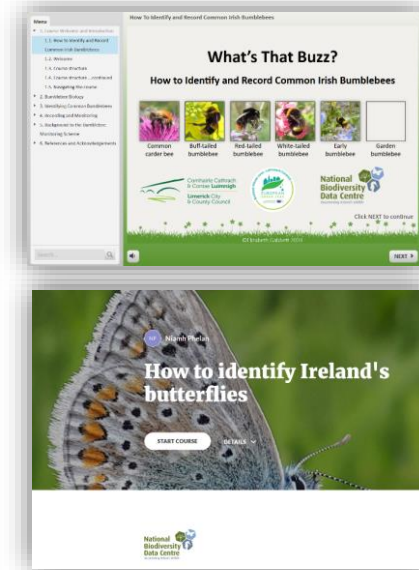 How To Identify and Record Common Irish Bumblebees
Menu
1. Course Welcome and Introduction
1.1. How to Identify and Record
Common Irish Bumblebees
1.2. Welcome
1.3. Course structure
1.4. Course structure ...continued
1.5. Navigating the course
2. Bumblebee Biology
3. Identifying Common Bumblebees
4. Recording and Monitoring
5. Background to the Bumblebee
Monitoring Scheme
6. References and Acknowledgements
Search...
What's That Buzz?
How to Identify and Record Common Irish Bumblebees
Common
carder bee
Buff-tailed
bumblebee
Red-tailed
bumblebee
White-tailed
bumblebee
Early
bumblebee
Garden
bumblebee
Comhairle Cathrach
& Contae Luimnigh
Limerick City
& County Council
National
Biodiversity
Data Centre
Click NEXT to continue
NEXT
Niamh Phelan
How to identify Ireland's
butterflies
START COURSE
DETAILS
National
Biodiversity
Data Centre